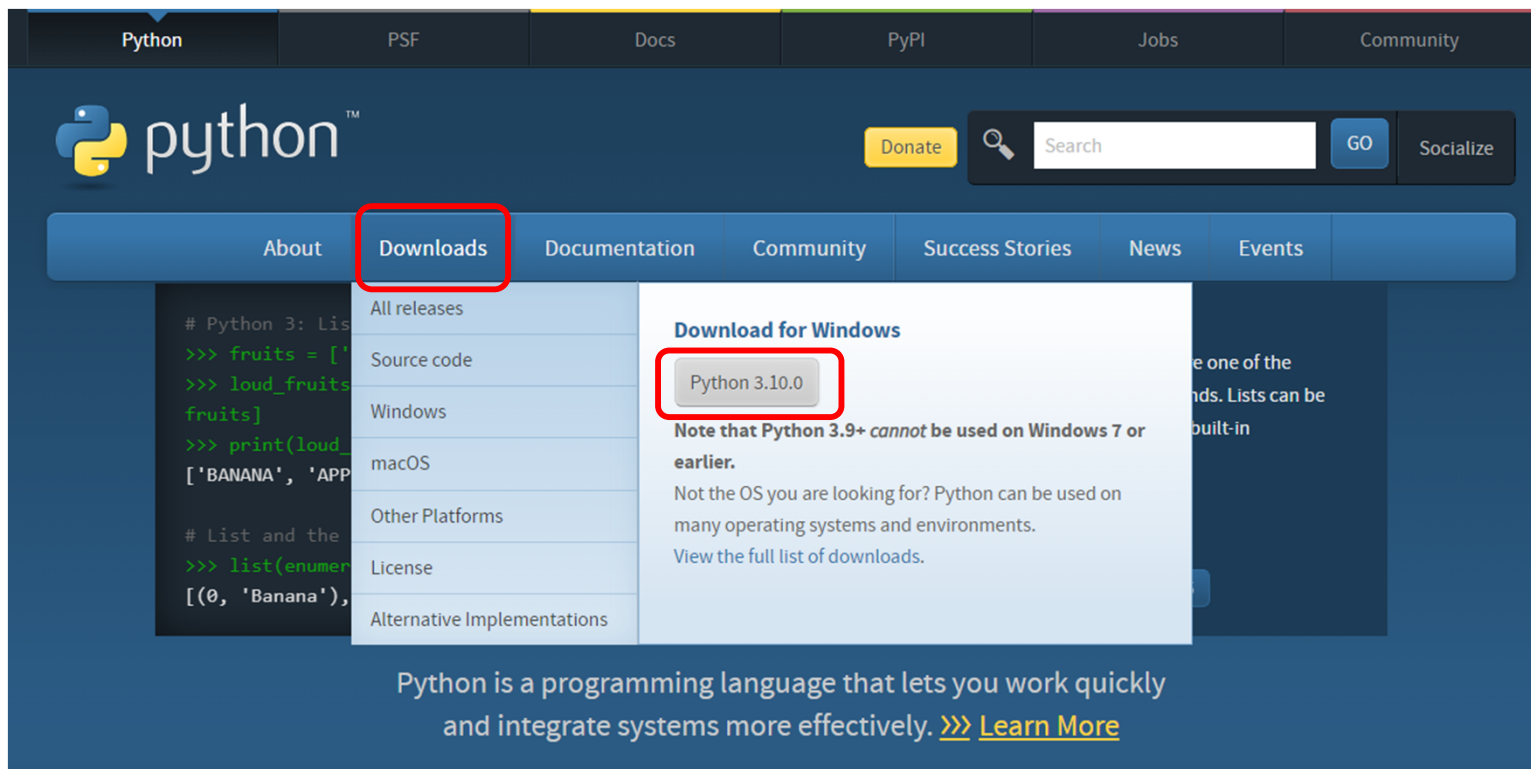 Python PSF Docs PyPI Jobs Community
python™
Donate Search GO Socialize
About Downloads Documentation Community Success Stories News Events
All releases
Source code
Windows
macOS
Other Platforms
License
Alternative Implementations
Download for Windows
Python 3.10.0
Note that Python 3.9+ cannot be used on Windows 7 or
earlier.
Not the OS you are looking for? Python can be used on
many operating systems and environments.
View the full list of downloads.
# Python 3: Lis
>>> fruits = ['
>>> loud_fruits
fruits]
>>> print(loud_
['BANANA', 'APP
# List and the
>>> list(enumer
[(0, 'Banana'),
e one of the
nds. Lists can be
built-in
Python is a programming language that lets you work quickly
and integrate systems more effectively. >>> Learn More